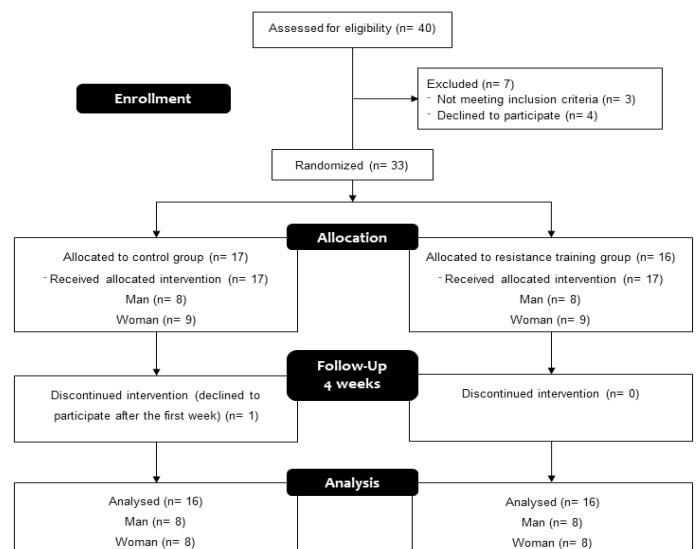 Assessed for eligibility (n= 40)
Enrollment
Excluded (n= 7)
- Not meeting inclusion criteria (n= 3)
- Declined to participate (n= 4)
Randomized (n= 33)
Allocation
Allocated to control group (n= 17)
- Received allocated intervention (n= 17)
Man (n= 8)
Woman (n= 9)
Allocated to resistance training group (n= 16)
- Received allocated intervention (n= 17)
Man (n= 8)
Woman (n= 9)
Follow-Up
4 weeks
Discontinued intervention (declined to
participate after the first week) (n= 1)
Discontinued intervention (n= 0)
Analysis
Analysed (n= 16)
Man (n= 8)
Woman (n= 8)
Analysed (n= 16)
Man (n= 8)
Woman (n= 8)